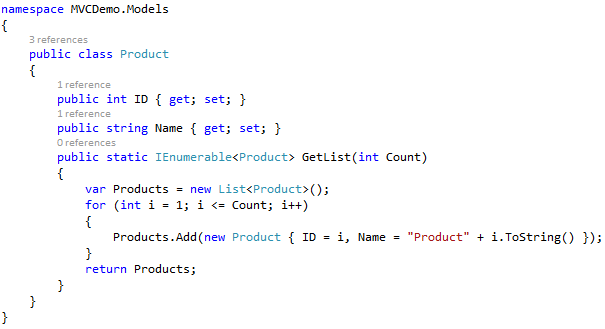 namespace MVCDemo.Models
{
3 references
public class Product
{
1 reference
public int ID { get; set; }
1 reference
public string Name { get; set; }
0 references
public static IEnumerable<Product> GetList(int Count)
{
var Products = new List<Product>();
for (int i = 1; i <= Count; i++)
{
Products.Add(new Product { ID = i, Name = "Product" + i.ToString() });
}
return Products;
}
}
}